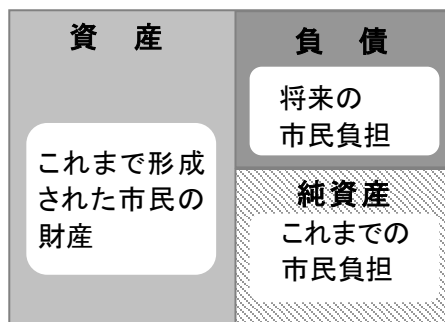 資 産
これまで形成
された市民の
財産
負 債
将来の
市民負担
純資産
これまでの
市民負担